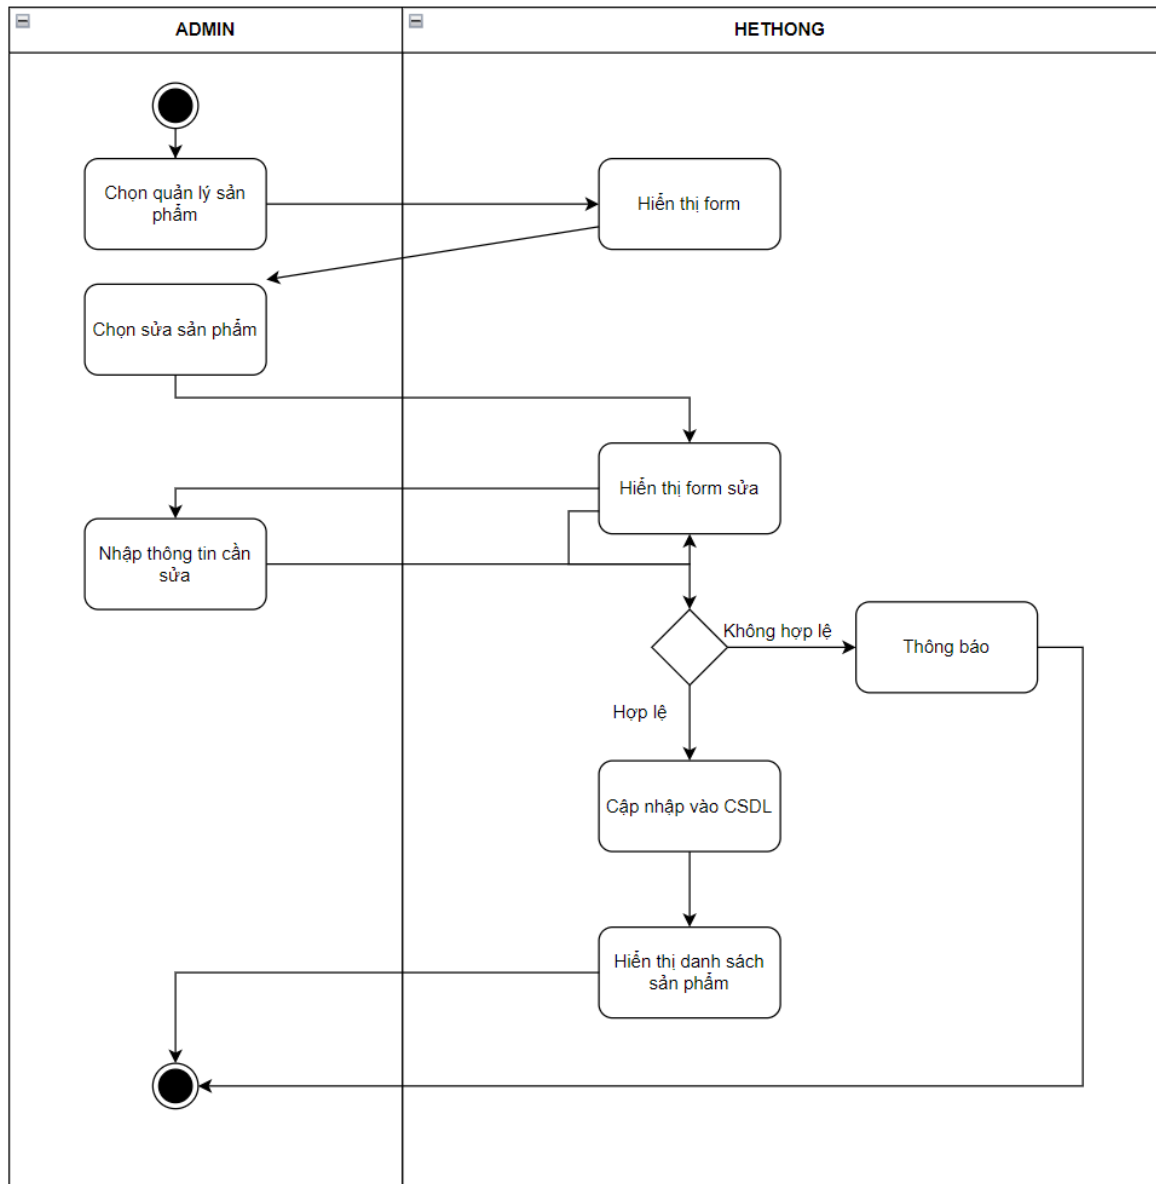 ADMIN
HETHONG
Chọn quản lý sản
phẩm
Hiển thị form
Chọn sửa sản phẩm
Hiển thị form sửa
Nhập thông tin cần
sửa
Không hợp lệ
Thông báo
Hợp lệ
Cập nhập vào CSDL
Hiển thị danh sách
sản phẩm